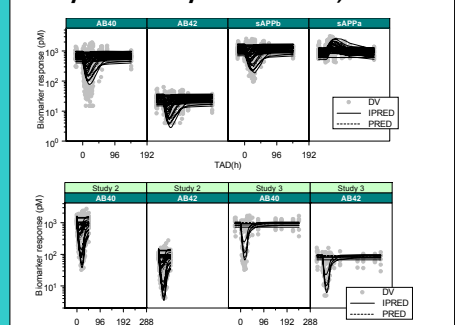 AB40 AB42 sAPPb sAPPa
Biomarker response (pM)
10³
10²
10¹
10⁰
DV
IPRED
PRED
0 96 192 0 96 192
TAD(h)
Study 2 Study 2 Study 3 Study 3
AB40 AB42 AB40 AB42
Biomarker response (pM)
10³
10²
10¹
DV
IPRED
PRED
0 96 192 288 0 96 192 288